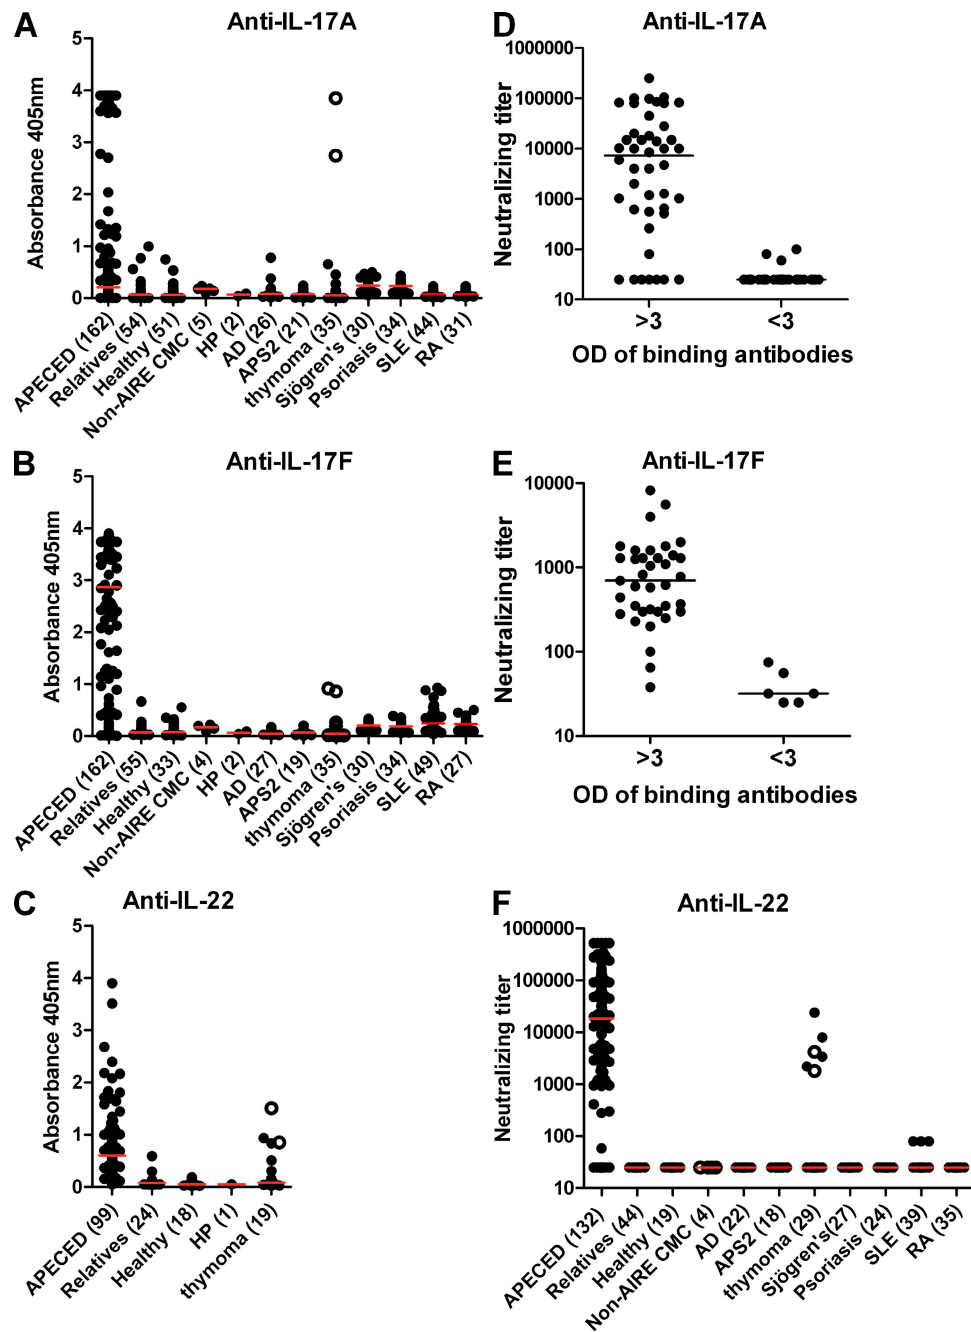 A
Anti-IL-17A
Absorbance 405nm
5
4
3
2
1
0
APECED (162)
Relatives (54)
Healthy (51)
Non-AIRE CMC (5)
HP (2)
AD (26)
APS2 (21)
thymoma (35)
Sjögren's (30)
Psoriasis (34)
SLE (44)
RA (31)
D
Anti-IL-17A
Neutralizing titer
1000000
100000
10000
1000
100
10
>3
<3
OD of binding antibodies
B
Anti-IL-17F
Absorbance 405nm
5
4
3
2
1
0
APECED (162)
Relatives (55)
Healthy (33)
Non-AIRE CMC (4)
HP (2)
AD (27)
APS2 (19)
thymoma (35)
Sjögren's (30)
Psoriasis (34)
SLE (49)
RA (27)
E
Anti-IL-17F
Neutralizing titer
10000
1000
100
10
>3
<3
OD of binding antibodies
C
Anti-IL-22
Absorbance 405nm
5
4
3
2
1
0
APECED (99)
Relatives (24)
Healthy (18)
HP (1)
thymoma (19)
F
Anti-IL-22
Neutralizing titer
1000000
100000
10000
1000
100
10
APECED (132)
Relatives (44)
Healthy (19)
Non-AIRE CMC (4)
AD (22)
APS2 (18)
thymoma (29)
Sjögren's(27)
Psoriasis (24)
SLE (39)
RA (35)